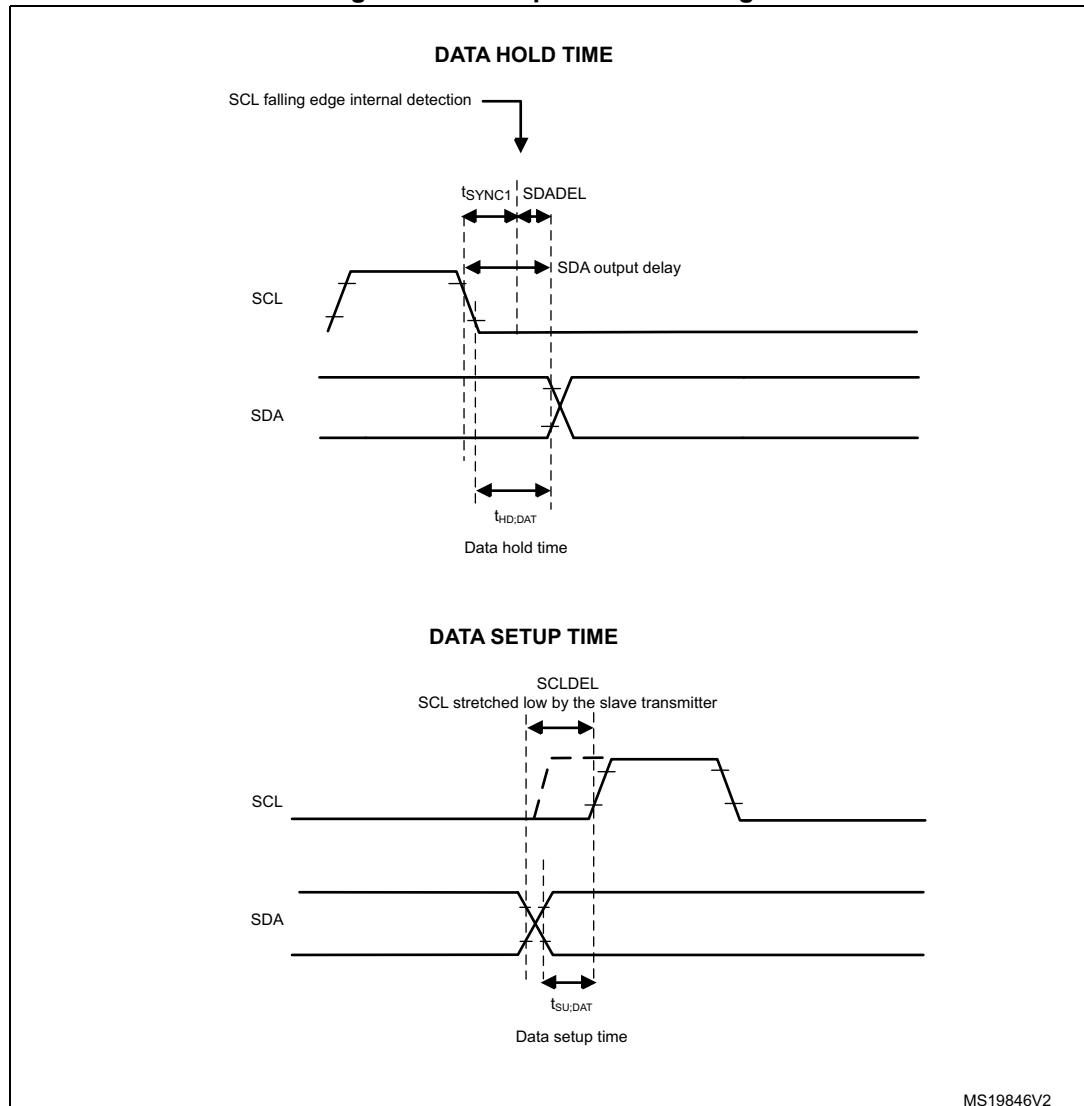 DATA HOLD TIME
SCL falling edge internal detection
tSYNC1 SDADEL
SDA output delay
SCL
SDA
tHD;DAT
Data hold time
DATA SETUP TIME
SCLDEL
SCL stretched low by the slave transmitter
SCL
SDA
tSU;DAT
Data setup time
MS19846V2